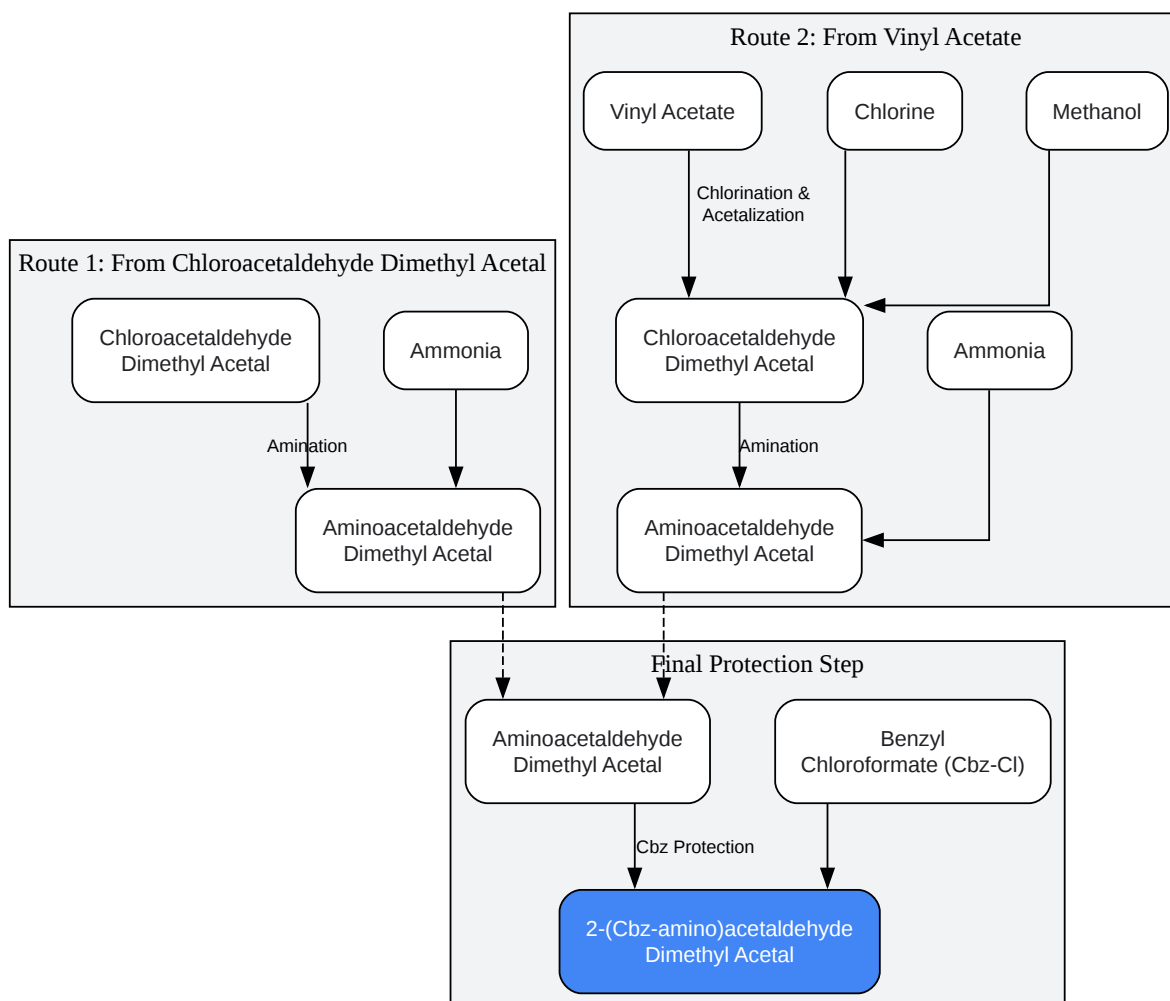 Route 2: From Vinyl Acetate
Vinyl Acetate
Chlorine
Methanol
Chlorination &
Acetalization
Route 1: From Chloroacetaldehyde Dimethyl Acetal
Chloroacetaldehyde
Dimethyl Acetal
Ammonia
Chloroacetaldehyde
Dimethyl Acetal
Ammonia
Amination
Amination
Aminoacetaldehyde
Dimethyl Acetal
Aminoacetaldehyde
Dimethyl Acetal
Final Protection Step
Aminoacetaldehyde
Dimethyl Acetal
Benzyl
Chloroformate (Cbz-Cl)
Cbz Protection
2-(Cbz-amino)acetaldehyde
Dimethyl Acetal